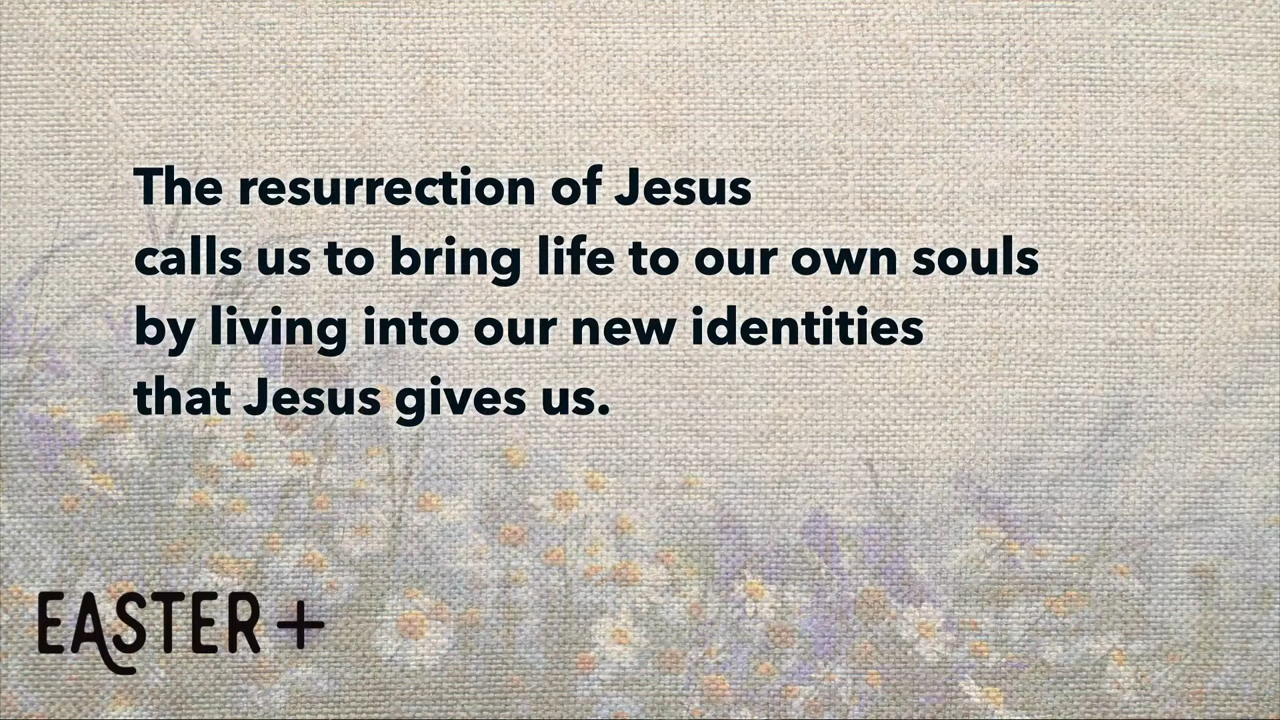 The resurrection of Jesus
calls us to bring life to our own souls
by living into our new identities
that Jesus gives us.
EASTER +